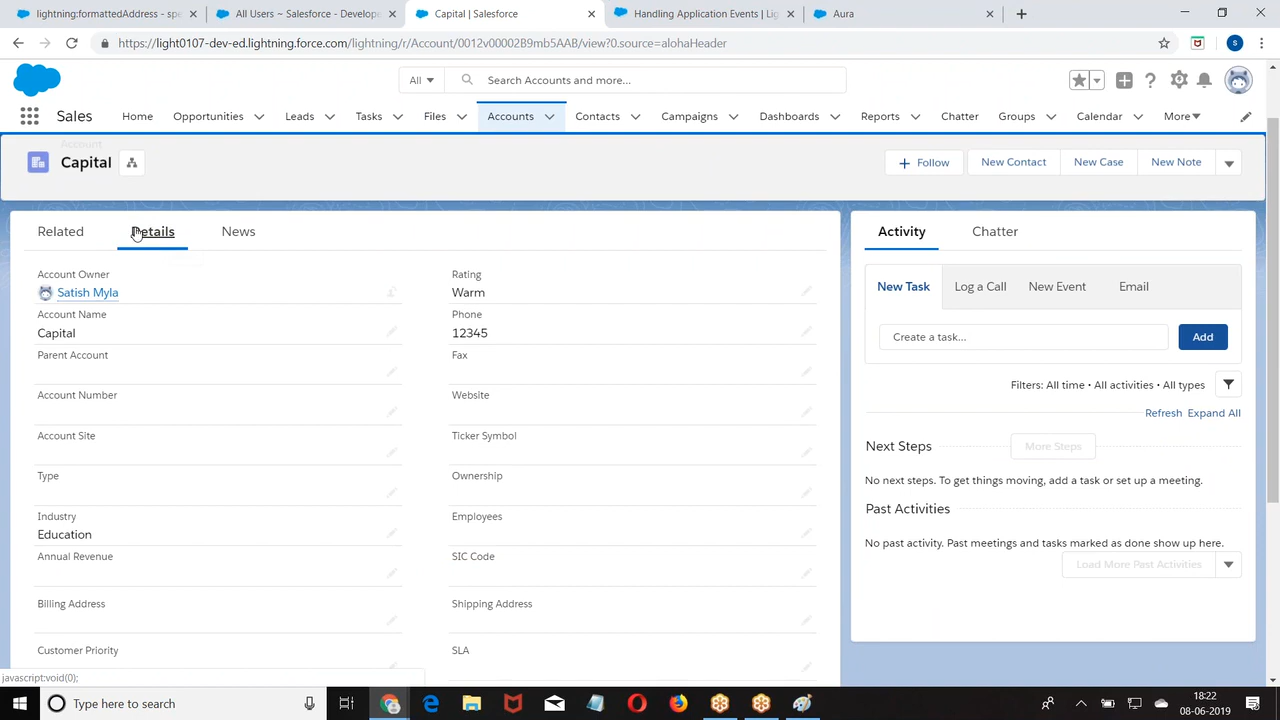 lightning:formattedAddress - spe
All Users ~ Salesforce - Develope
Capital | Salesforce
Handling Application Events | Lig
Aura
https://light0107-dev-ed.lightning.force.com/lightning/r/Account/0012v00002B9mb5AAB/view?0.source=alohaHeader
S
All
Search Accounts and more...
Sales
Home
Opportunities
Leads
Tasks
Files
Accounts
Contacts
Campaigns
Dashboards
Reports
Chatter
Groups
Calendar
More
Account
Capital
Follow
New Contact
New Case
New Note
Related
Details
News
Account Owner
Satish Myla
Rating
Warm
Account Name
Capital
Phone
12345
Parent Account
Fax
Account Number
Website
Account Site
Ticker Symbol
Type
Ownership
Industry
Education
Employees
Annual Revenue
SIC Code
Billing Address
Shipping Address
Customer Priority
SLA
Activity
Chatter
New Task
Log a Call
New Event
Email
Create a task...
Add
Filters: All time • All activities • All types
Refresh
Expand All
Next Steps
More Steps
No next steps. To get things moving, add a task or set up a meeting.
Past Activities
No past activity. Past meetings and tasks marked as done show up here.
Load More Past Activities
javascript:void(0);
Type here to search
18:22
08-06-2019